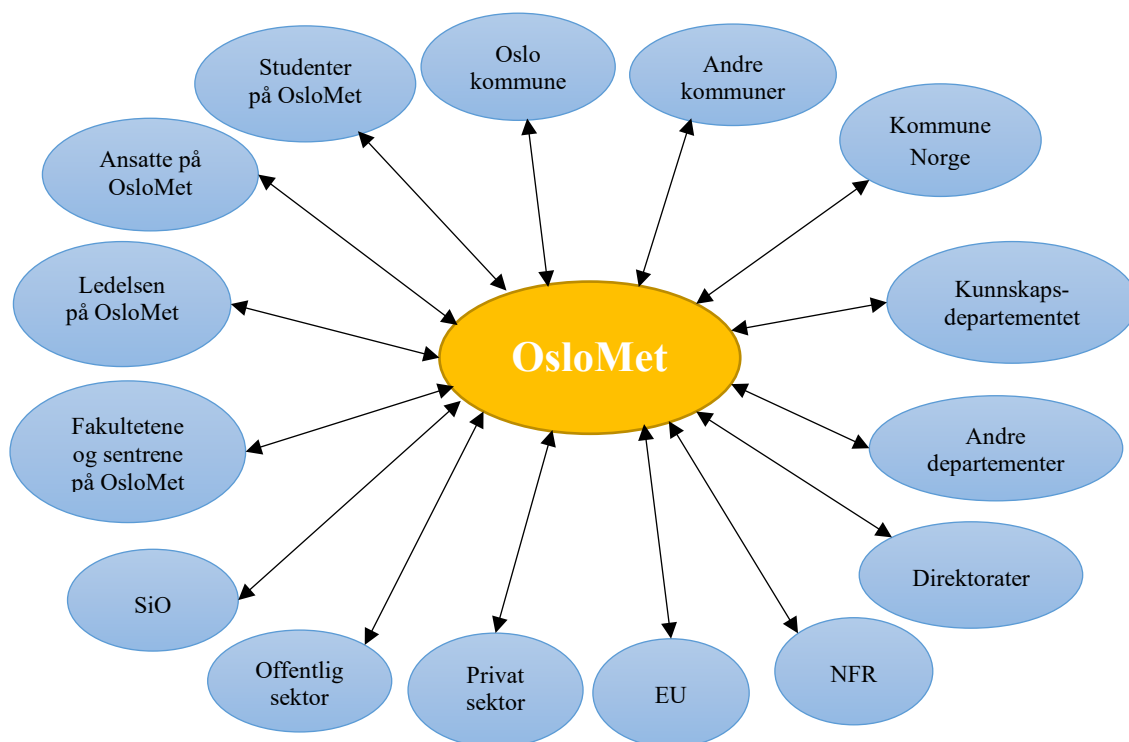 Studenter
på OsloMet
Oslo
kommune
Andre
kommuner
Kommune
Norge
Ansatte på
OsloMet
Ledelsen
på OsloMet
Kunnskaps-
departementet
OsloMet
Fakultetene
og sentrene
på OsloMet
Andre
departementer
SiO
Direktorater
Offentlig
sektor
Privat
sektor
EU
NFR